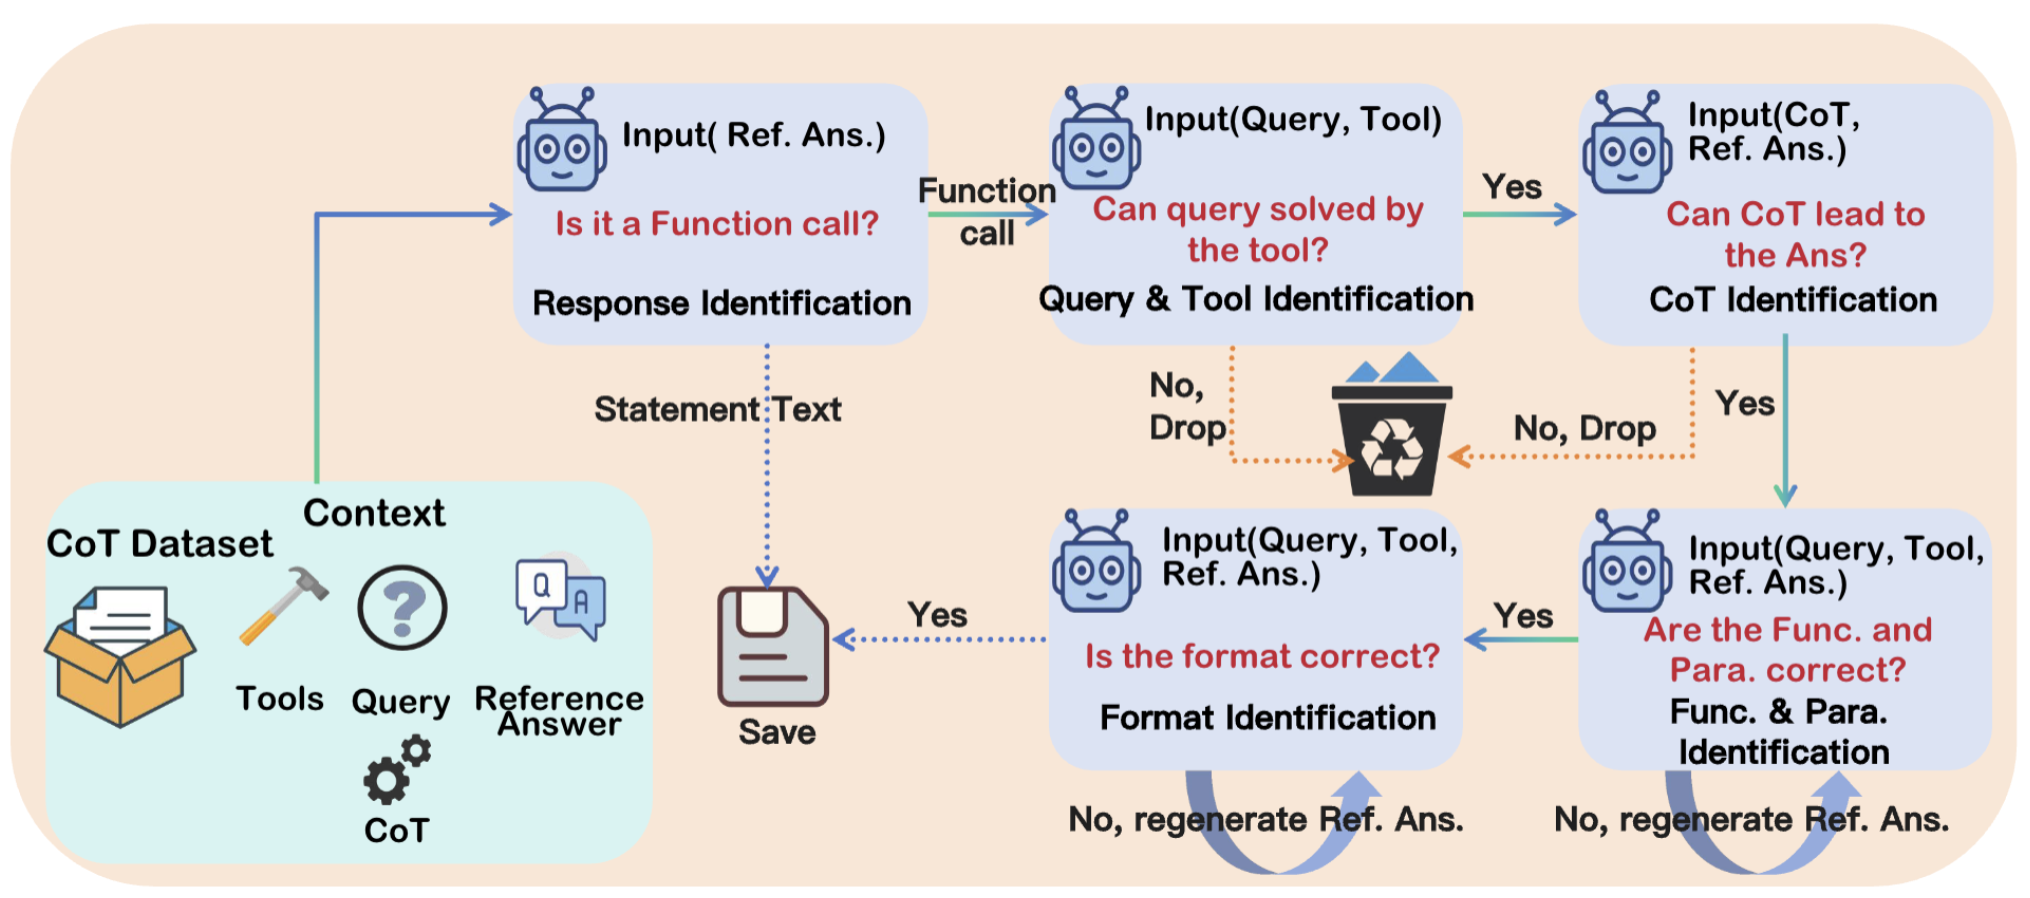 Input( Ref. Ans.)
Is it a Function call?
Response Identification
Function
call
Input(Query, Tool)
Can query solved by
the tool?
Query & Tool Identification
Yes
Input(CoT,
Ref. Ans.)
Can CoT lead to
the Ans?
CoT Identification
Statement Text
No,
Drop
No, Drop
Yes
Context
CoT Dataset
Q
A
Tools
Query
Reference
Answer
CoT
Save
Yes
Input(Query, Tool,
Ref. Ans.)
Is the format correct?
Format Identification
No, regenerate Ref. Ans.
Yes
Input(Query, Tool,
Ref. Ans.)
Are the Func. and
Para. correct?
Func. & Para.
Identification
No, regenerate Ref. Ans.